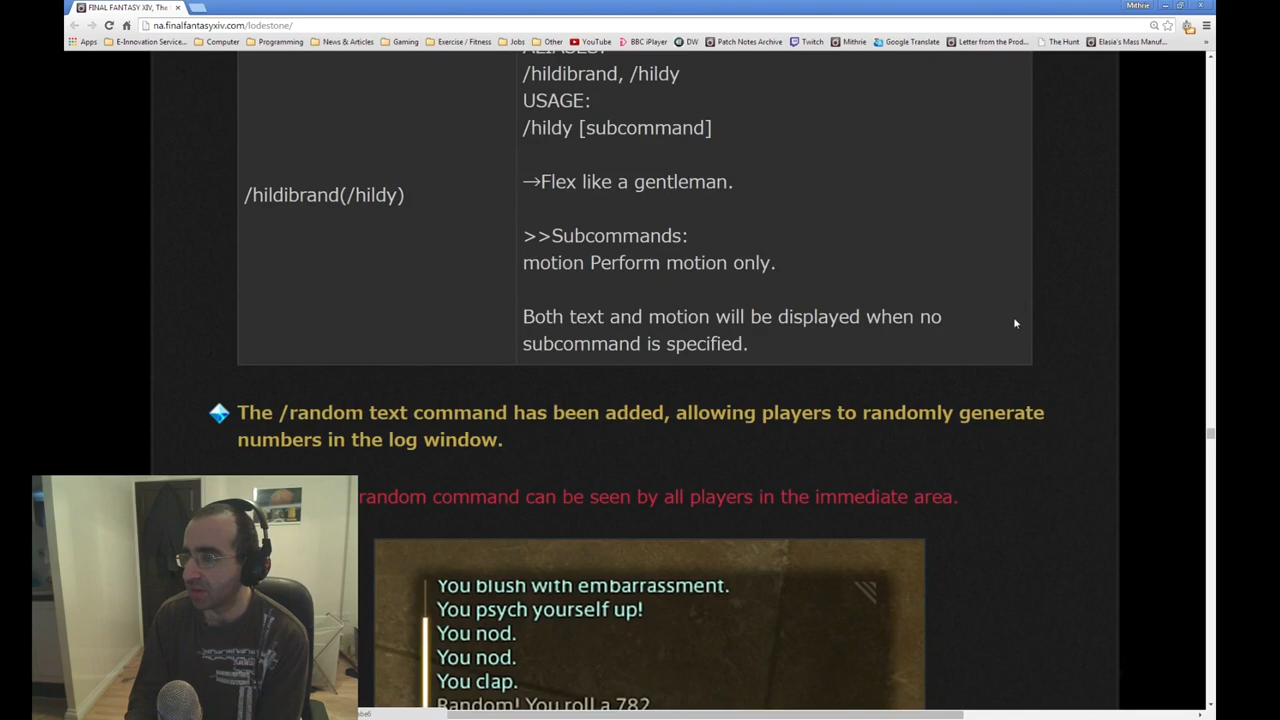 FINAL FANTASY XIV, The
Mithrie
na.finalfantasyxiv.com/lodestone/
Apps
E-Innovation Service...
Computer
Programming
News & Articles
Gaming
Exercise / Fitness
Jobs
Other
YouTube
BBC iPlayer
DW
Patch Notes Archive
Twitch
Mithrie
Google Translate
Letter from the Prod...
The Hunt
Elasia's Mass Manuf...
ALIASES:
/hildibrand, /hildy
USAGE:
/hildy [subcommand]
→Flex like a gentleman.
/hildibrand(/hildy)
>>Subcommands:
motion Perform motion only.
Both text and motion will be displayed when no
subcommand is specified.
The /random text command has been added, allowing players to randomly generate
numbers in the log window.
random command can be seen by all players in the immediate area.
You blush with embarrassment.
You psych yourself up!
You nod.
You nod.
You clap.
Random! You roll a 782